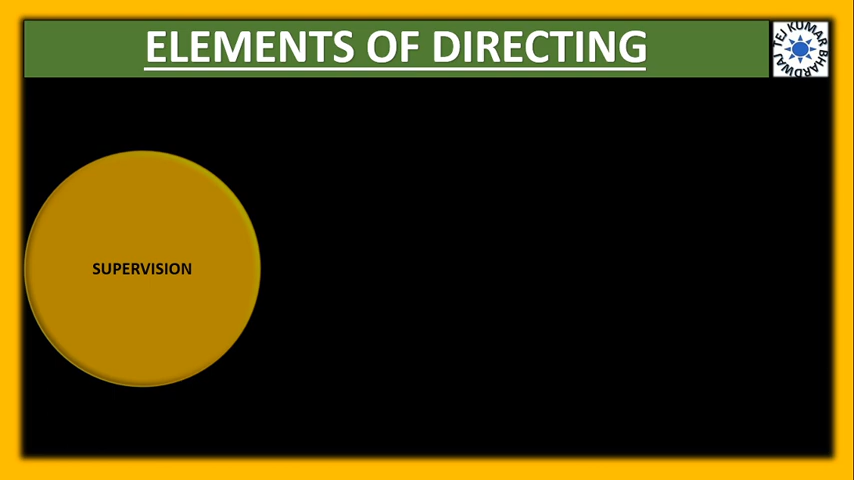 ELEMENTS OF DIRECTING
TEJ KUMAR BHARDWAJ
SUPERVISION